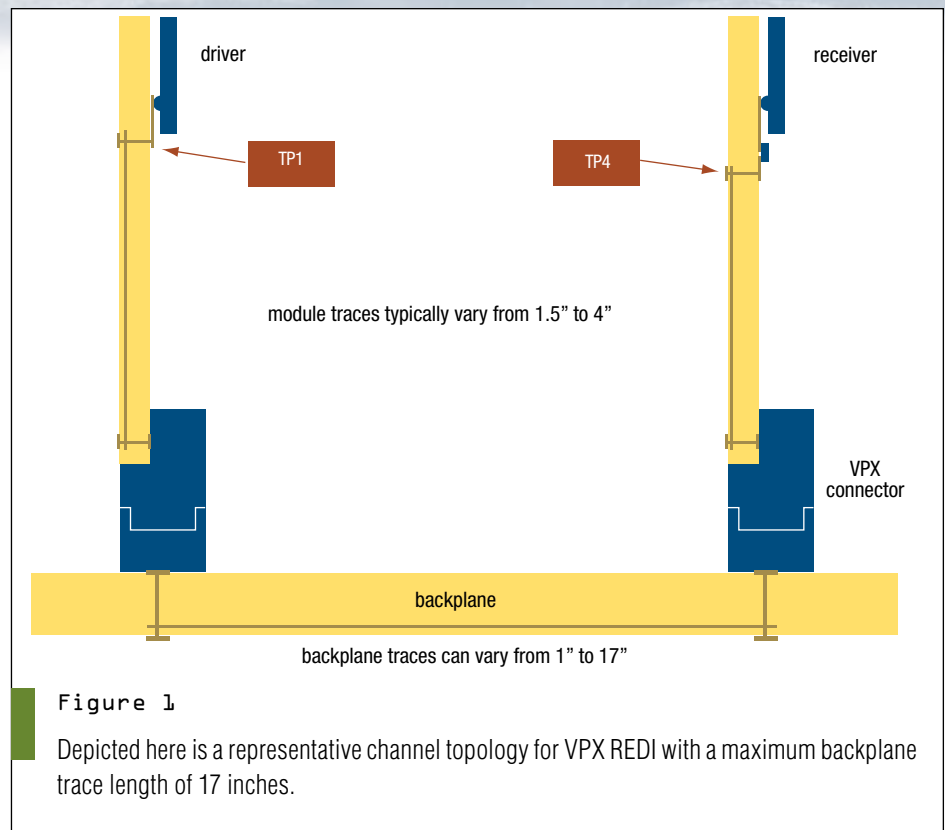 driver
receiver
TP1
TP4
module traces typically vary from 1.5” to 4”
VPX
connector
backplane
backplane traces can vary from 1” to 17”
Figure 1
Depicted here is a representative channel topology for VPX REDI with a maximum backplane
trace length of 17 inches.